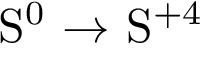 S⁰ → S⁺⁴